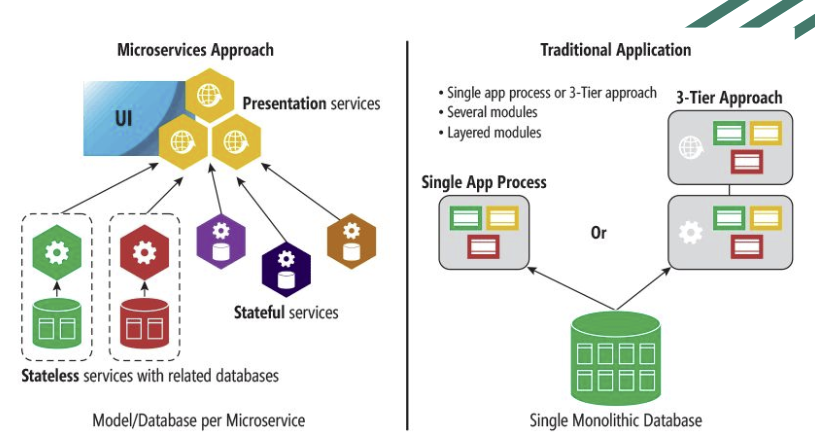 Microservices Approach
UI
Presentation services
Stateful services
Stateless services with related databases
Model/Database per Microservice
Traditional Application
• Single app process or 3-Tier approach
• Several modules
• Layered modules
3-Tier Approach
Single App Process
Or
Single Monolithic Database